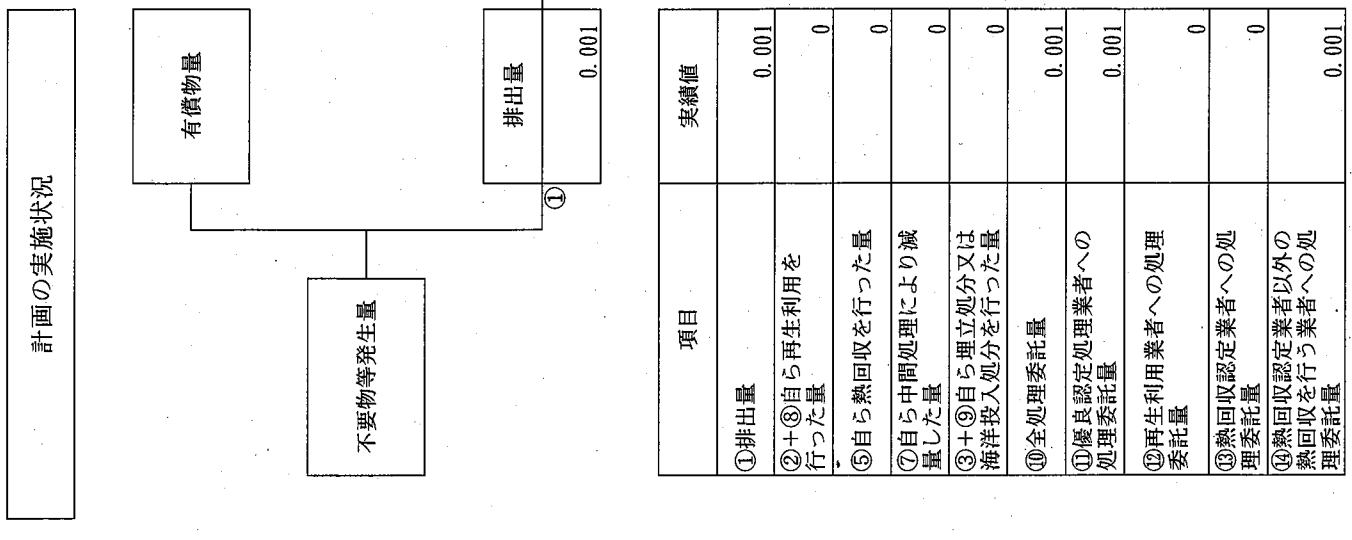 計画の実施状況
有償物量
不要物等発生量
①
排出量
0.001
項目
実績値
①排出量
0.001
②+⑧自ら再生利用を
行った量
0
⑤自ら熱回収を行った量
0
⑦自ら中間処理により減
量した量
0
③+⑨自ら埋立処分又は
海洋投入処分を行った量
0
⑩全処理委託量
0.001
⑪優良認定処理業者への
処理委託量
0.001
⑫再生利用業者への処理
委託量
0
⑬熱回収認定業者への処
理委託量
0
⑭熱回収認定業者以外の
熱回収を行う業者への処
理委託量
0.001